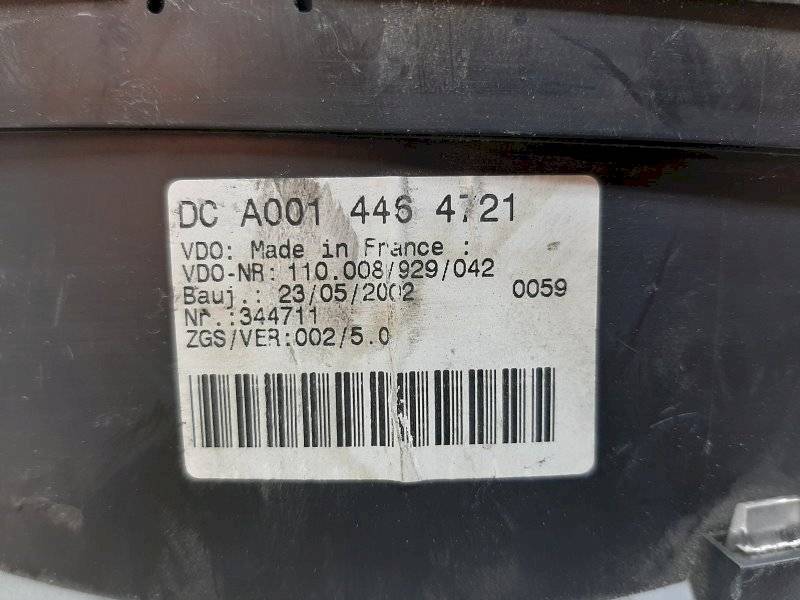 DC A001 446 4721
VDO: Made in France :
VDO-NR: 110.008/929/042
Bauj.: 23/05/2002 0059
Nr.:344711
ZGS/VER:002/5.0